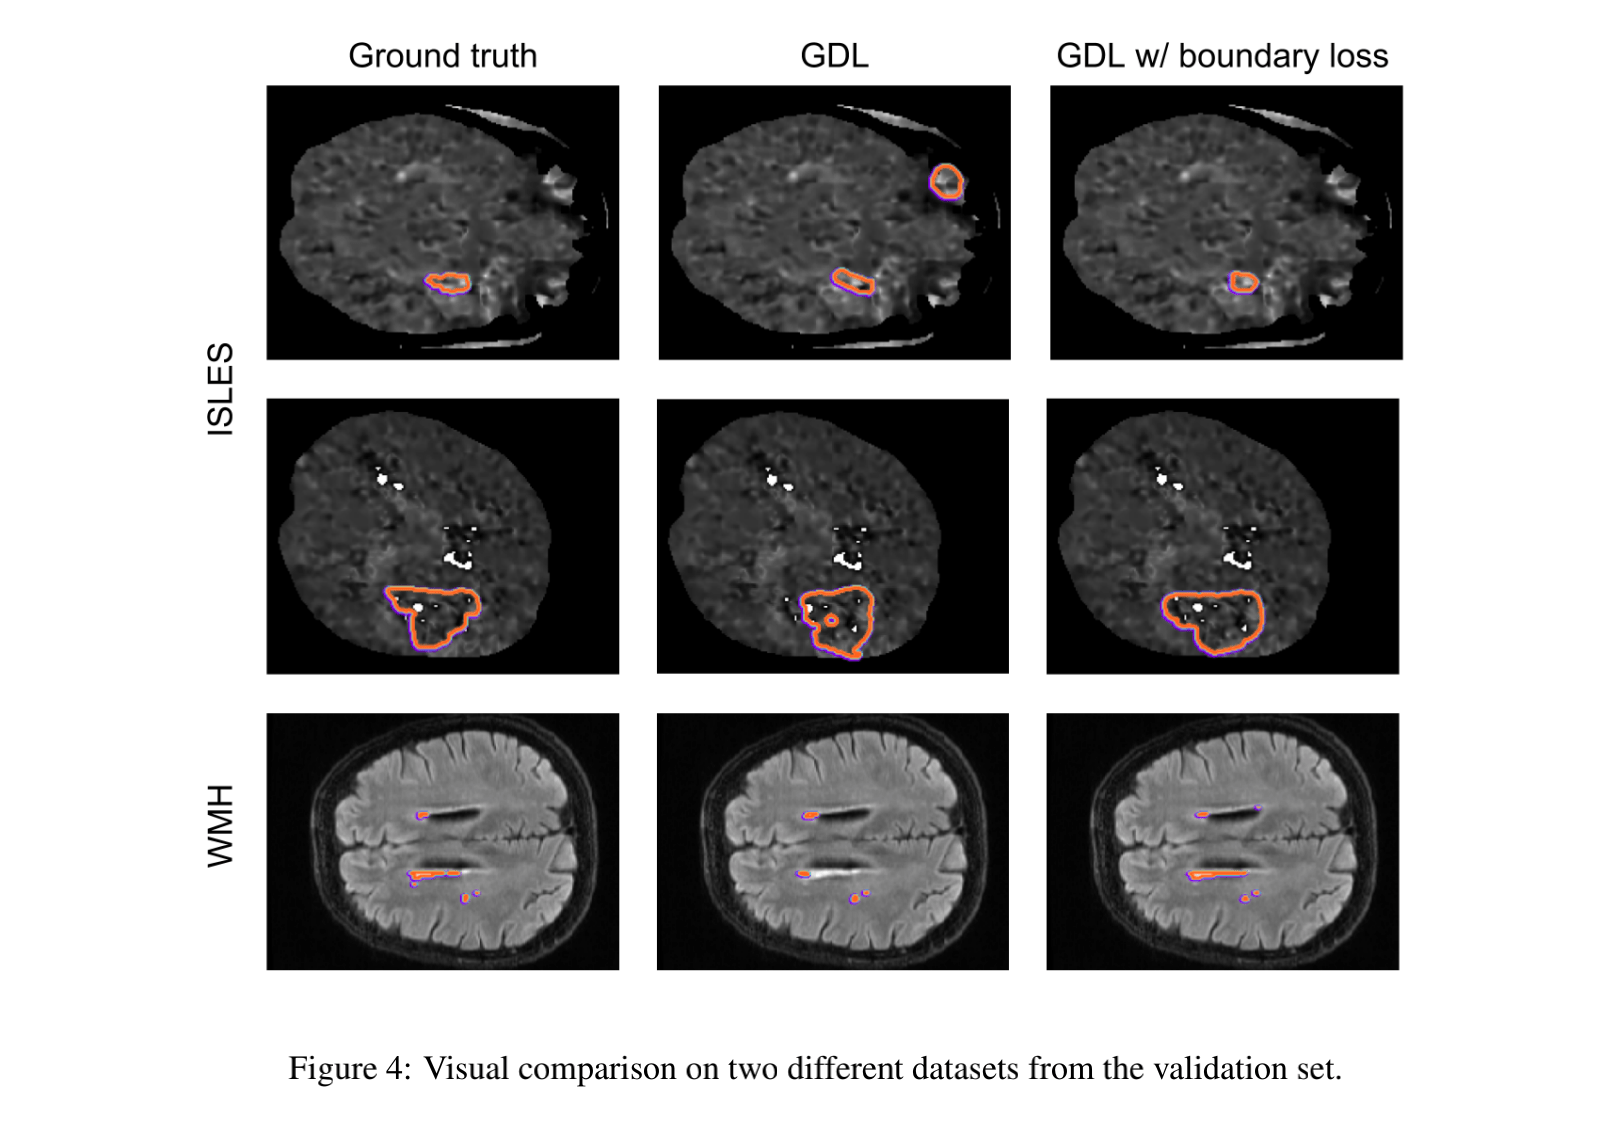 Ground truth
GDL
GDL w/ boundary loss
ISLES
WMH
Figure 4: Visual comparison on two different datasets from the validation set.